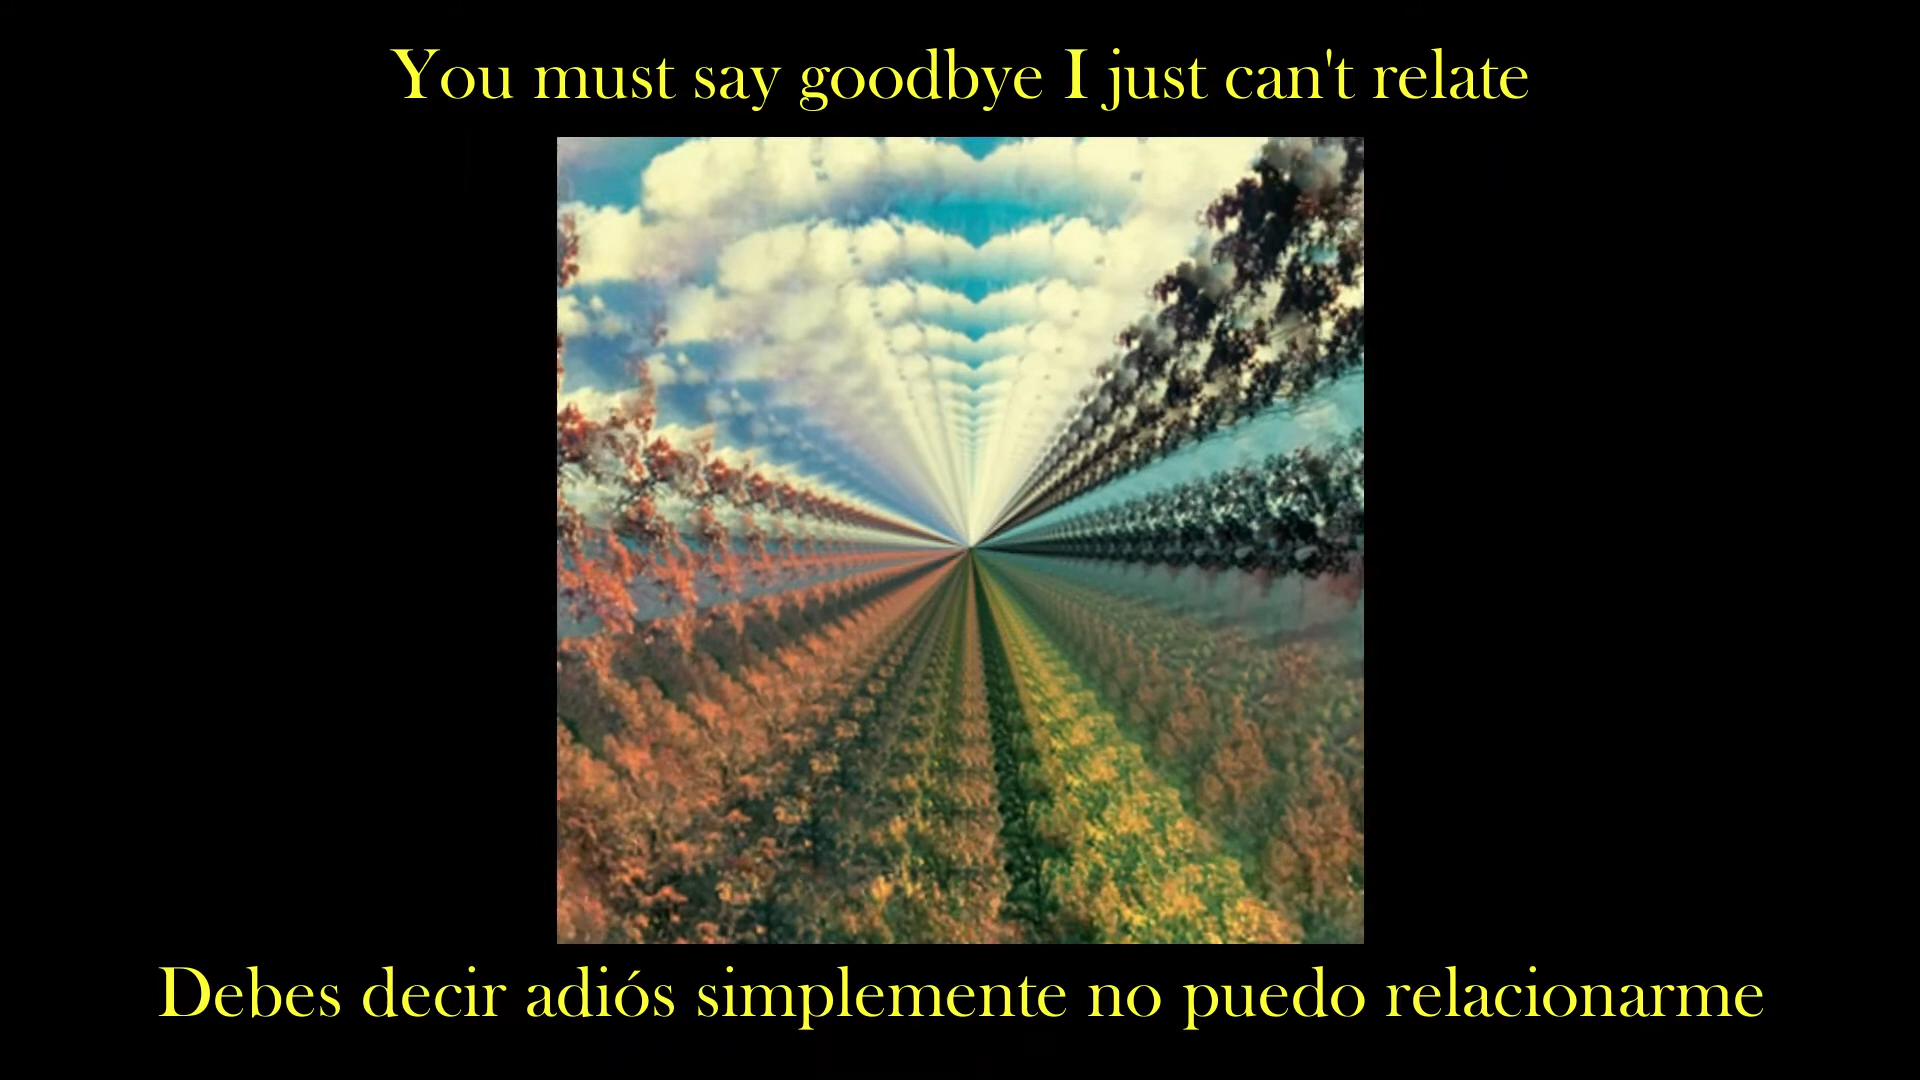 You must say goodbye I just can't relate
Debes decir adiós simplemente no puedo relacionarme